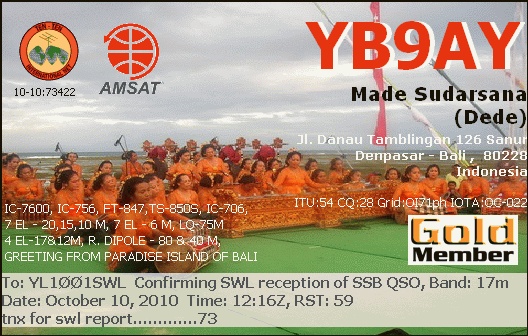 TEN - TEN
INTERNATIONAL NET
10-10:73422
AMSAT
YB9AY
Made Sudarsana
(Dede)
Jl. Danau Tamblingan 126 Sanur
Denpasar - Bali , 80228
Indonesia
ITU:54 CQ:28 Grid:OI71ph IOTA:OC-022
IC-7600, IC-756, FT-847,TS-850S, IC-706,
7 EL - 20,15,10 M, 7 EL - 6 M, LQ-75M
4 EL-17&12M, R. DIPOLE - 80 & 40 M,
GREETING FROM PARADISE ISLAND OF BALI
Gold
Member
To: YL1001SWL Confirming SWL reception of SSB QSO, Band: 17m
Date: October 10, 2010 Time: 12:16Z, RST: 59
tnx for swl report.............73